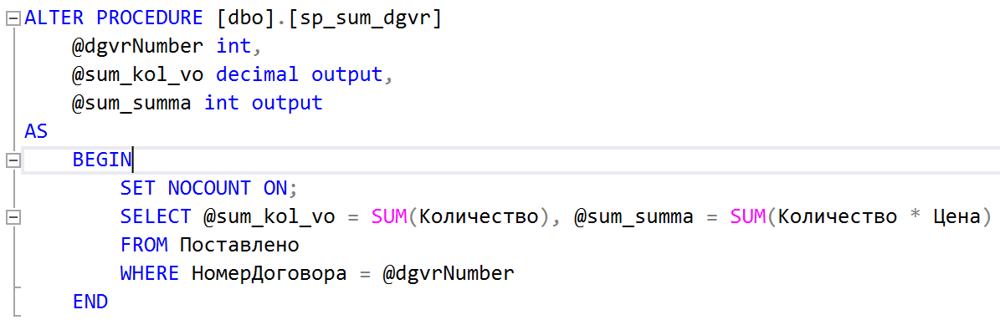 ALTER PROCEDURE [dbo].[sp_sum_dgvr]
@dgvrNumber int,
@sum_kol_vo decimal output,
@sum_summa int output
AS
BEGIN
SET NOCOUNT ON;
SELECT @sum_kol_vo = SUM(Количество), @sum_summa = SUM(Количество * Цена)
FROM Поставлено
WHERE НомерДоговора = @dgvrNumber
END